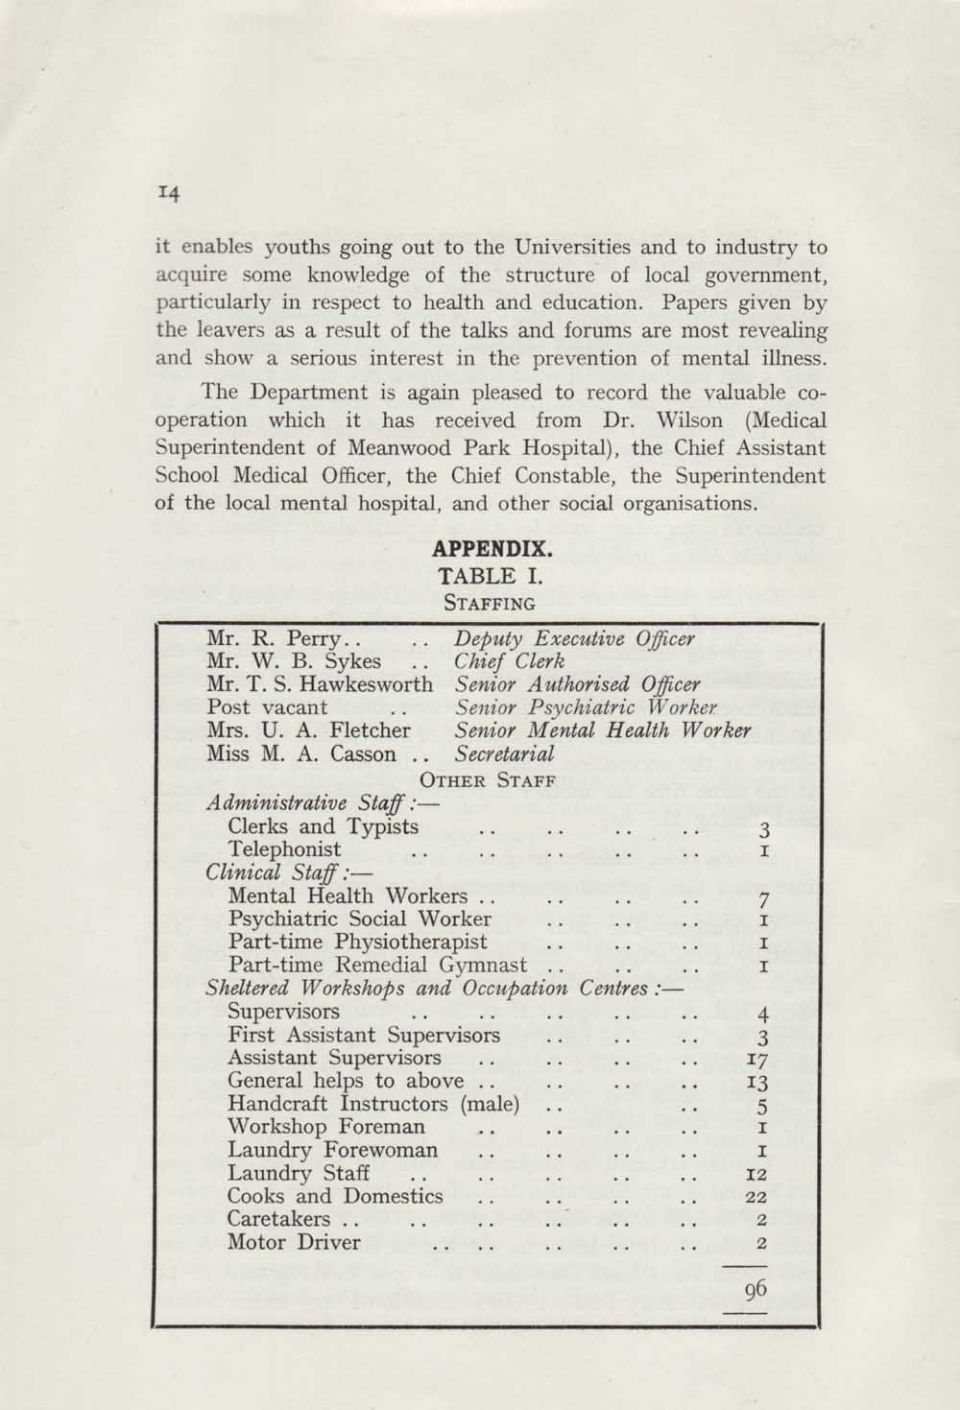 14
it enables youths going out to the Universities and to industry to
acquire some knowledge of the structure of local government,
particularly in respect to health and education. Papers given by
the leavers as a result of the talks and forums are most revealing
and show a serious interest in the prevention of mental illness.
The Department is again pleased to record the valuable co-
operation which it has received from Dr. Wilson (Medical
Superintendent of Meanwood Park Hospital), the Chief Assistant
School Medical Officer, the Chief Constable, the Superintendent
of the local mental hospital, and other social organisations.
APPENDIX.
TABLE I.
STAFFING
Mr. R. Perry.. .. Deputy Executive Officer
Mr. W. B. Sykes .. Chief Clerk
Mr. T. S. Hawkesworth Senior Authorised Officer
Post vacant .. Senior Psychiatric Worker
Mrs. U. A. Fletcher Senior Mental Health Worker
Miss M. A. Casson .. Secretarial
OTHER STAFF
Administrative Staff :—
Clerks and Typists .. .. .. .. 3
Telephonist .. .. .. .. .. 1
Clinical Staff :—
Mental Health Workers .. .. .. .. 7
Psychiatric Social Worker .. .. .. 1
Part-time Physiotherapist .. .. .. 1
Part-time Remedial Gymnast .. .. .. 1
Sheltered Workshops and Occupation Centres :—
Supervisors .. .. .. .. .. 4
First Assistant Supervisors .. .. .. 3
Assistant Supervisors .. .. .. .. 17
General helps to above .. .. .. .. 13
Handcraft Instructors (male) .. .. 5
Workshop Foreman .. .. .. .. 1
Laundry Forewoman .. .. .. .. 1
Laundry Staff .. .. .. .. .. 12
Cooks and Domestics .. .. .. .. 22
Caretakers .. .. .. .. .. .. 2
Motor Driver .. .. .. .. .. 2
96